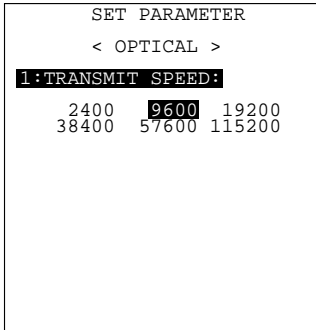 SET PARAMETER
< OPTICAL >
1:TRANSMIT SPEED:
2400 9600 19200
38400 57600 115200